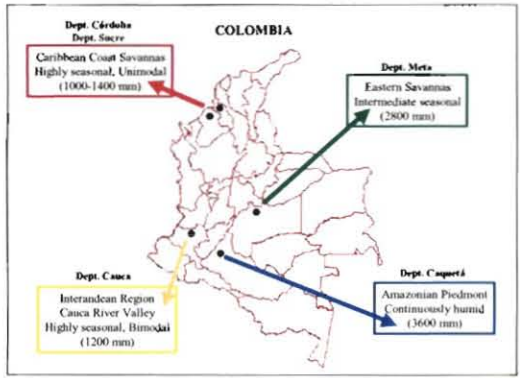 COLOMBIA
Dept. Córdoba
Dept. Sucre
Caribbean Coast Savannas
Highly seasonal, Unimodal
(1000-1400 mm)
Dept. Meta
Eastern Savannas
Intermediate seasonal
(2800 mm)
Dept. Cauca
Interandean Region
Cauca River Valley
Highly seasonal, Bimodal
(1200 mm)
Dept. Caquetá
Amazonian Piedmont
Continuously humid
(3600 mm)